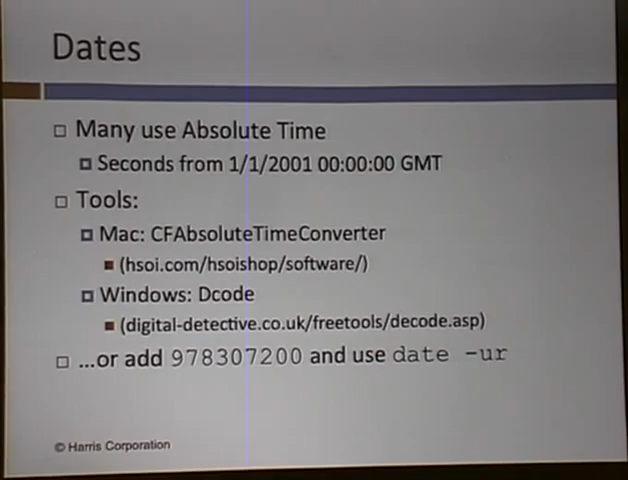 Dates
Many use Absolute Time
Seconds from 1/1/2001 00:00:00 GMT
Tools:
Mac: CFAbsoluteTimeConverter
(hsoi.com/hsoishop/software/)
Windows: Dcode
(digital-detective.co.uk/freetools/decode.asp)
...or add 978307200 and use date -ur
© Harris Corporation